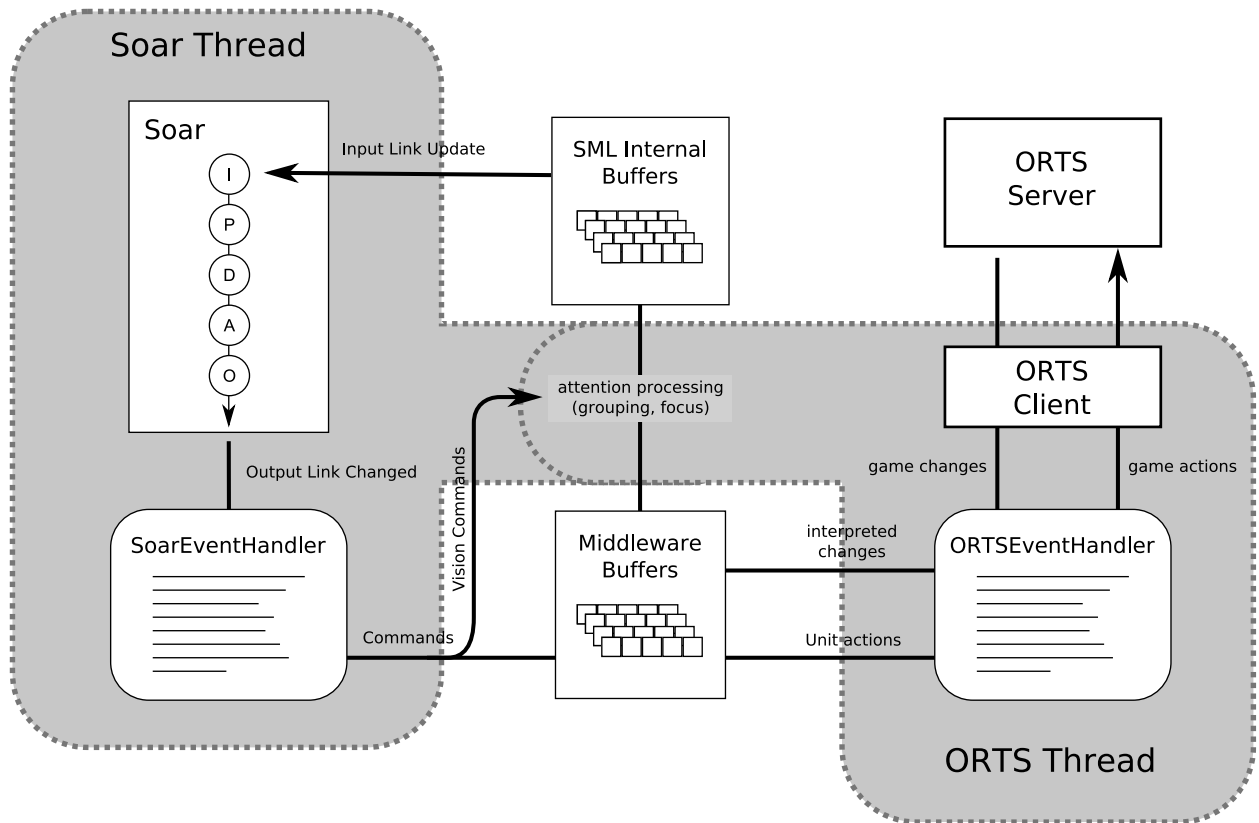 Soar Thread
Soar
I
P
D
A
O
Input Link Update
SML Internal
Buffers
ORTS
Server
attention processing
(grouping, focus)
ORTS
Client
Output Link Changed
Vision Commands
game changes
game actions
SoarEventHandler
Middleware
Buffers
interpreted
changes
ORTSEventHandler
Commands
Unit actions
ORTS Thread